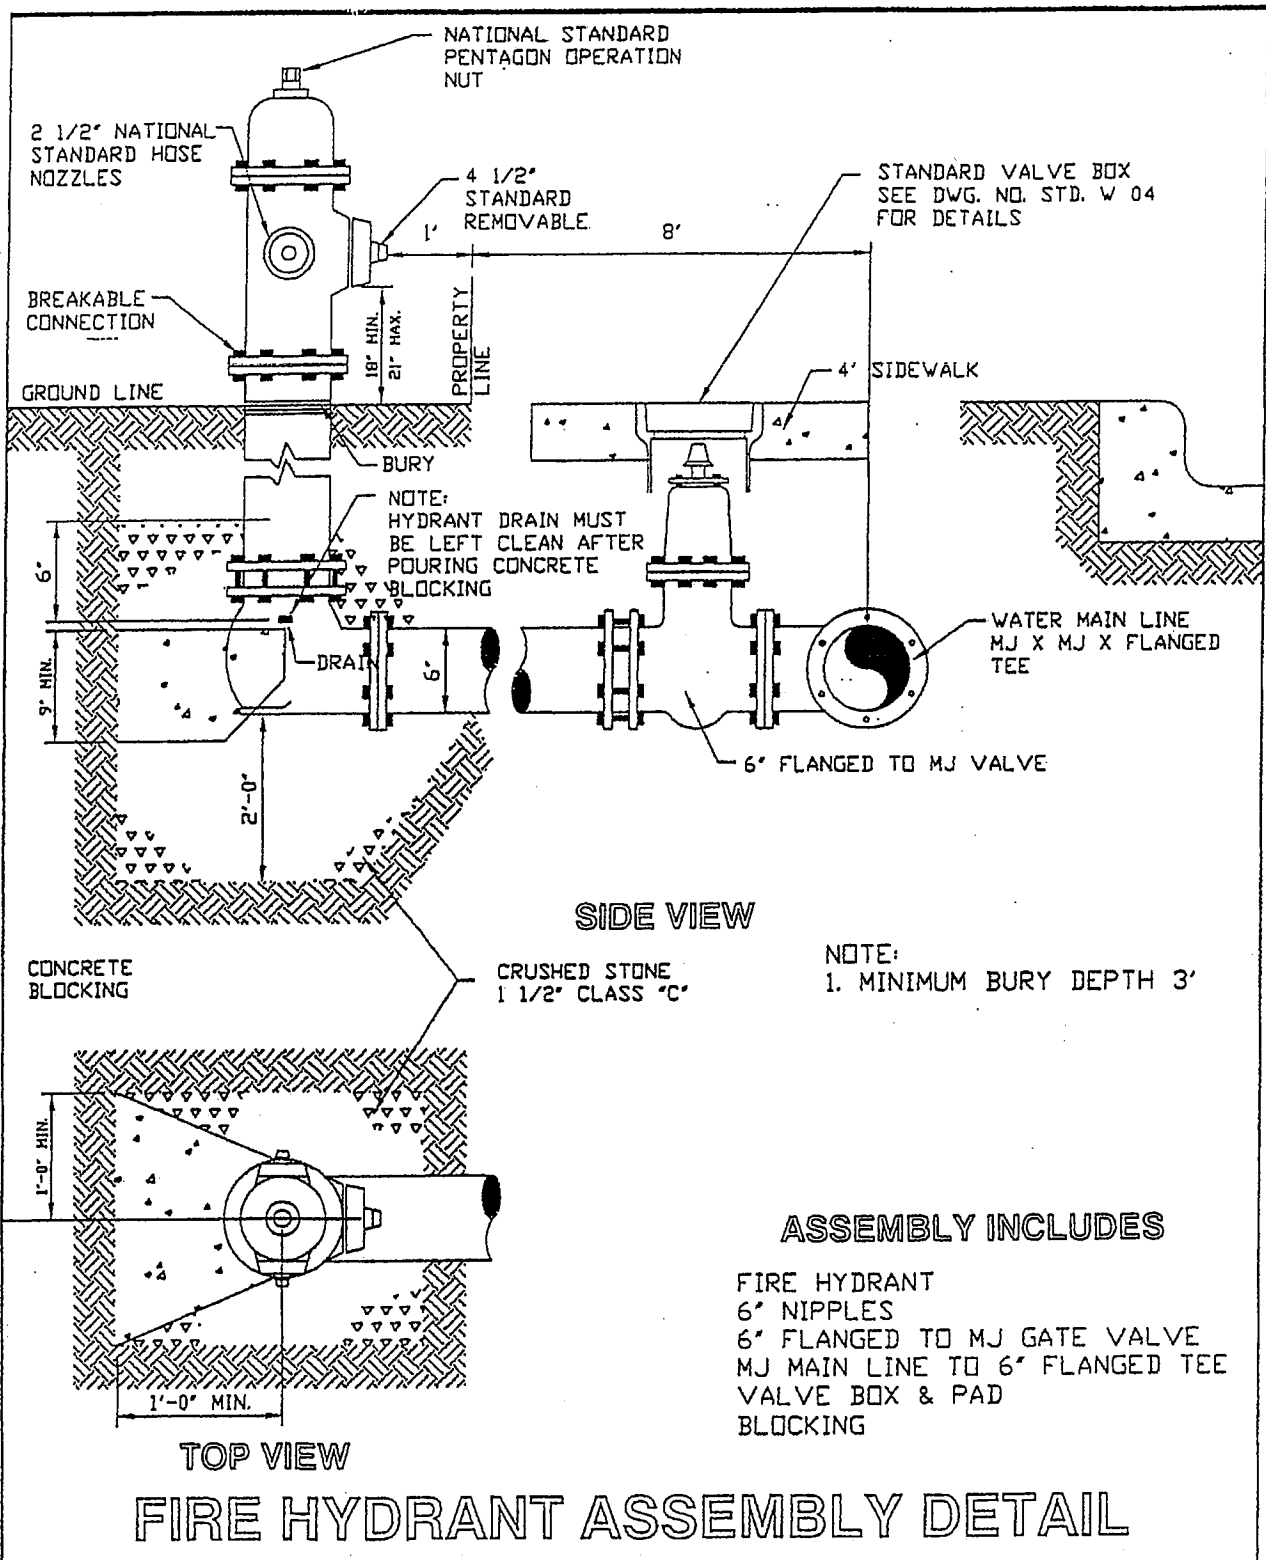 NATIONAL STANDARD
PENTAGON OPERATION
NUT
2 1/2" NATIONAL
STANDARD HOSE
NOZZLES
4 1/2"
STANDARD
REMOVABLE
1'
8'
STANDARD VALVE BOX
SEE DWG. NO. STD. W 04
FOR DETAILS
BREAKABLE
CONNECTION
18" MIN.
21" MAX.
PROPERTY
LINE
GROUND LINE
4' SIDEWALK
BURY
NOTE:
HYDRANT DRAIN MUST
BE LEFT CLEAN AFTER
POURING CONCRETE
BLOCKING
6"
9" MIN.
DRAIN
6"
WATER MAIN LINE
MJ X MJ X FLANGED
TEE
6" FLANGED TO MJ VALVE
2'-0"
SIDE VIEW
CONCRETE
BLOCKING
CRUSHED STONE
1 1/2" CLASS "C"
NOTE:
1. MINIMUM BURY DEPTH 3'
1'-0" MIN.
1'-0" MIN.
TOP VIEW
ASSEMBLY INCLUDES
FIRE HYDRANT
6" NIPPLES
6" FLANGED TO MJ GATE VALVE
MJ MAIN LINE TO 6" FLANGED TEE
VALVE BOX & PAD
BLOCKING
FIRE HYDRANT ASSEMBLY DETAIL